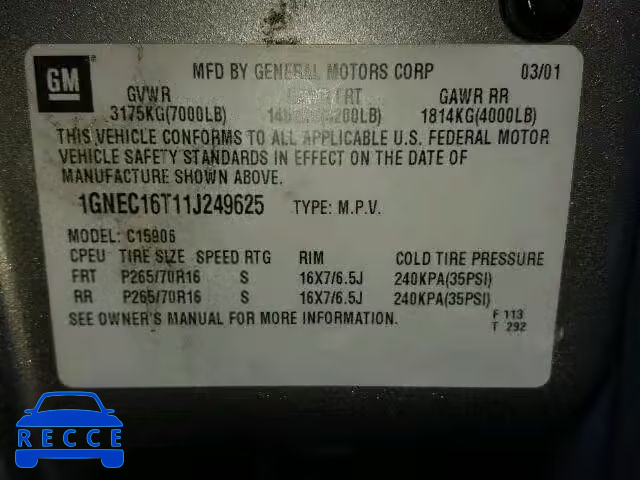 GM
MFD BY GENERAL MOTORS CORP 03/01
GVWR FRT GAWR RR
3175KG(7000LB) 1814KG(4000LB)
THIS VEHICLE CONFORMS TO ALL APPLICABLE U.S. FEDERAL MOTOR
VEHICLE SAFETY STANDARDS IN EFFECT ON THE DATE OF
MANUFACTURE SHOWN ABOVE.
1GNEC16T11J249625 TYPE: M.P.V.
MODEL: C15906
CPEU TIRE SIZE SPEED RTG RIM COLD TIRE PRESSURE
FRT P265/70R16 S 16X7/6.5J 240KPA(35PSI)
RR P265/70R16 S 16X7/6.5J 240KPA(35PSI)
SEE OWNER'S MANUAL FOR MORE INFORMATION. F 113
T 292
RECCE